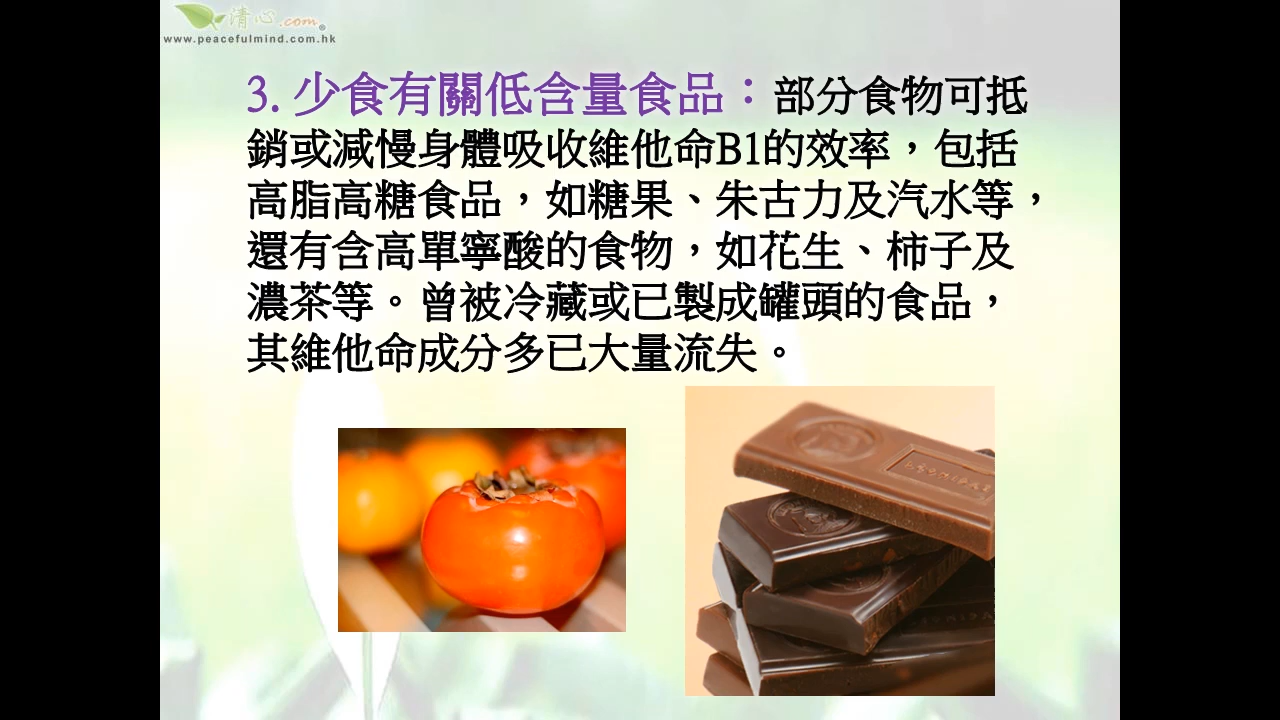 清心.com®
www.peacefulmind.com.hk
3. 少食有關低含量食品：部分食物可抵
銷或減慢身體吸收維他命B1的效率，包括
高脂高糖食品，如糖果、朱古力及汽水等，
還有含高單寧酸的食物，如花生、柿子及
濃茶等。曾被冷藏或已製成罐頭的食品，
其維他命成分多已大量流失。